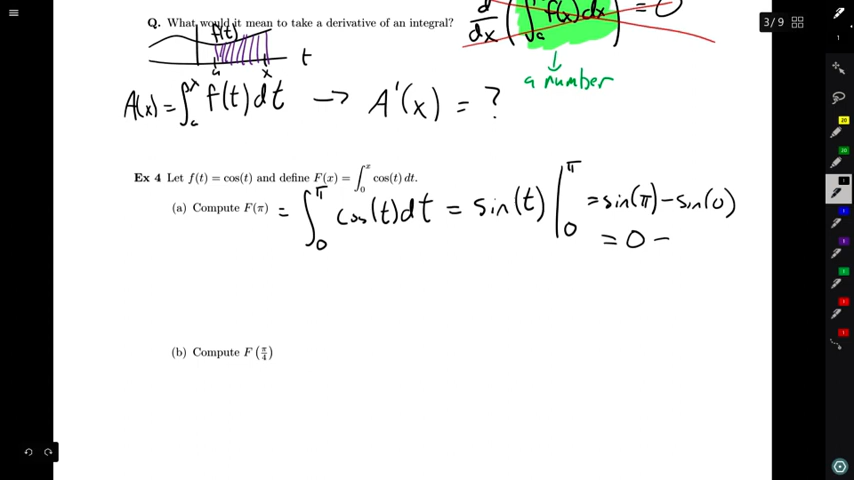 Q. What would it mean to take a derivative of an integral?
d/dx (∫_a f(x)dx) = 0
3/9
f(t)
t
a x
a number
A(x) = ∫_a^x f(t)dt → A'(x) = ?
Ex 4 Let f(t) = cos(t) and define F(x) = ∫_0^x cos(t) dt.
(a) Compute F(π) = ∫_0^π cos(t)dt = sin(t) |_0^π = sin(π) - sin(0)
= 0 -
(b) Compute F (π/4)